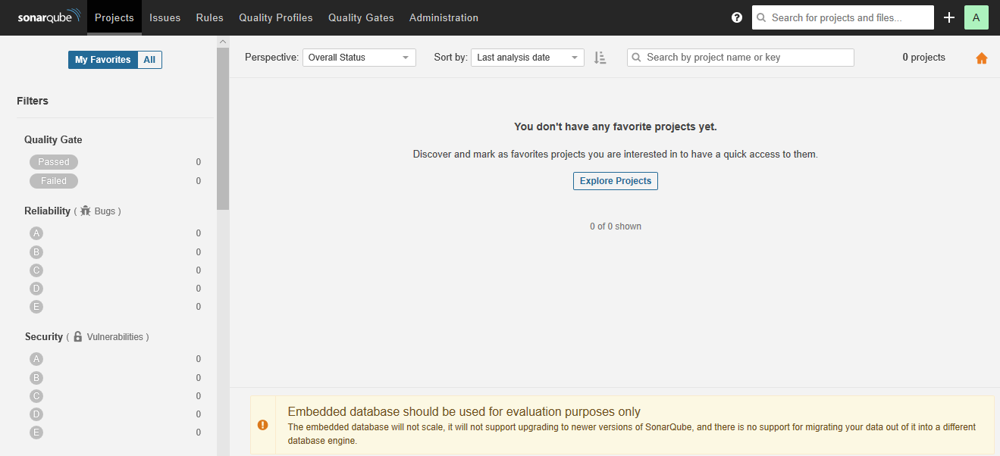 sonarqube Projects Issues Rules Quality Profiles Quality Gates Administration Search for projects and files... A
My Favorites All
Perspective: Overall Status Sort by: Last analysis date Search by project name or key 0 projects
Filters
Quality Gate
Passed 0
Failed 0
Reliability ( Bugs )
A 0
B 0
C 0
D 0
E 0
Security ( Vulnerabilities )
A 0
B 0
C 0
D 0
E 0
You don't have any favorite projects yet.
Discover and mark as favorites projects you are interested in to have a quick access to them.
Explore Projects
0 of 0 shown
Embedded database should be used for evaluation purposes only
The embedded database will not scale, it will not support upgrading to newer versions of SonarQube, and there is no support for migrating your data out of it into a different
database engine.